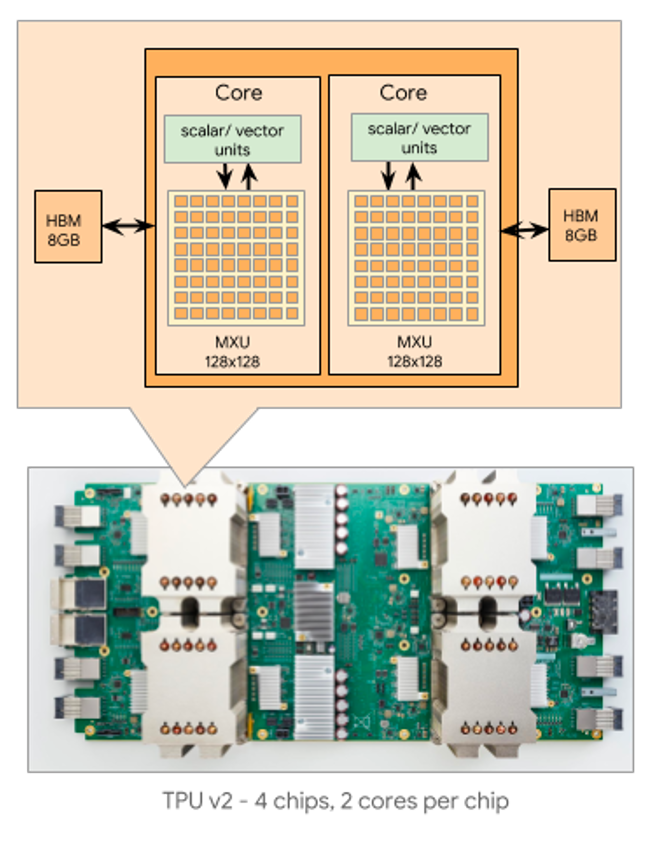 Core
Core
scalar/ vector
units
scalar/ vector
units
HBM
8GB
HBM
8GB
MXU
128x128
MXU
128x128
TPU v2 - 4 chips, 2 cores per chip